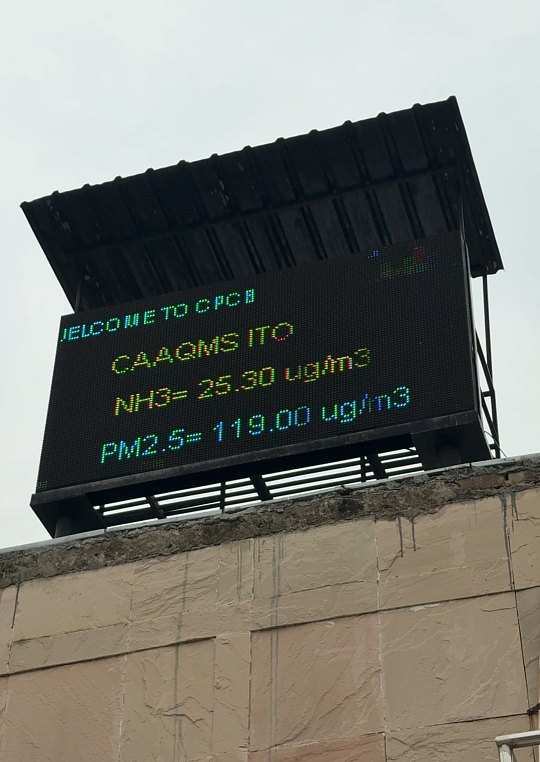 WELCOME TO CPCB
CAAQMS ITO
NH3= 25.30 ug/m3
PM2.5= 119.00 ug/m3